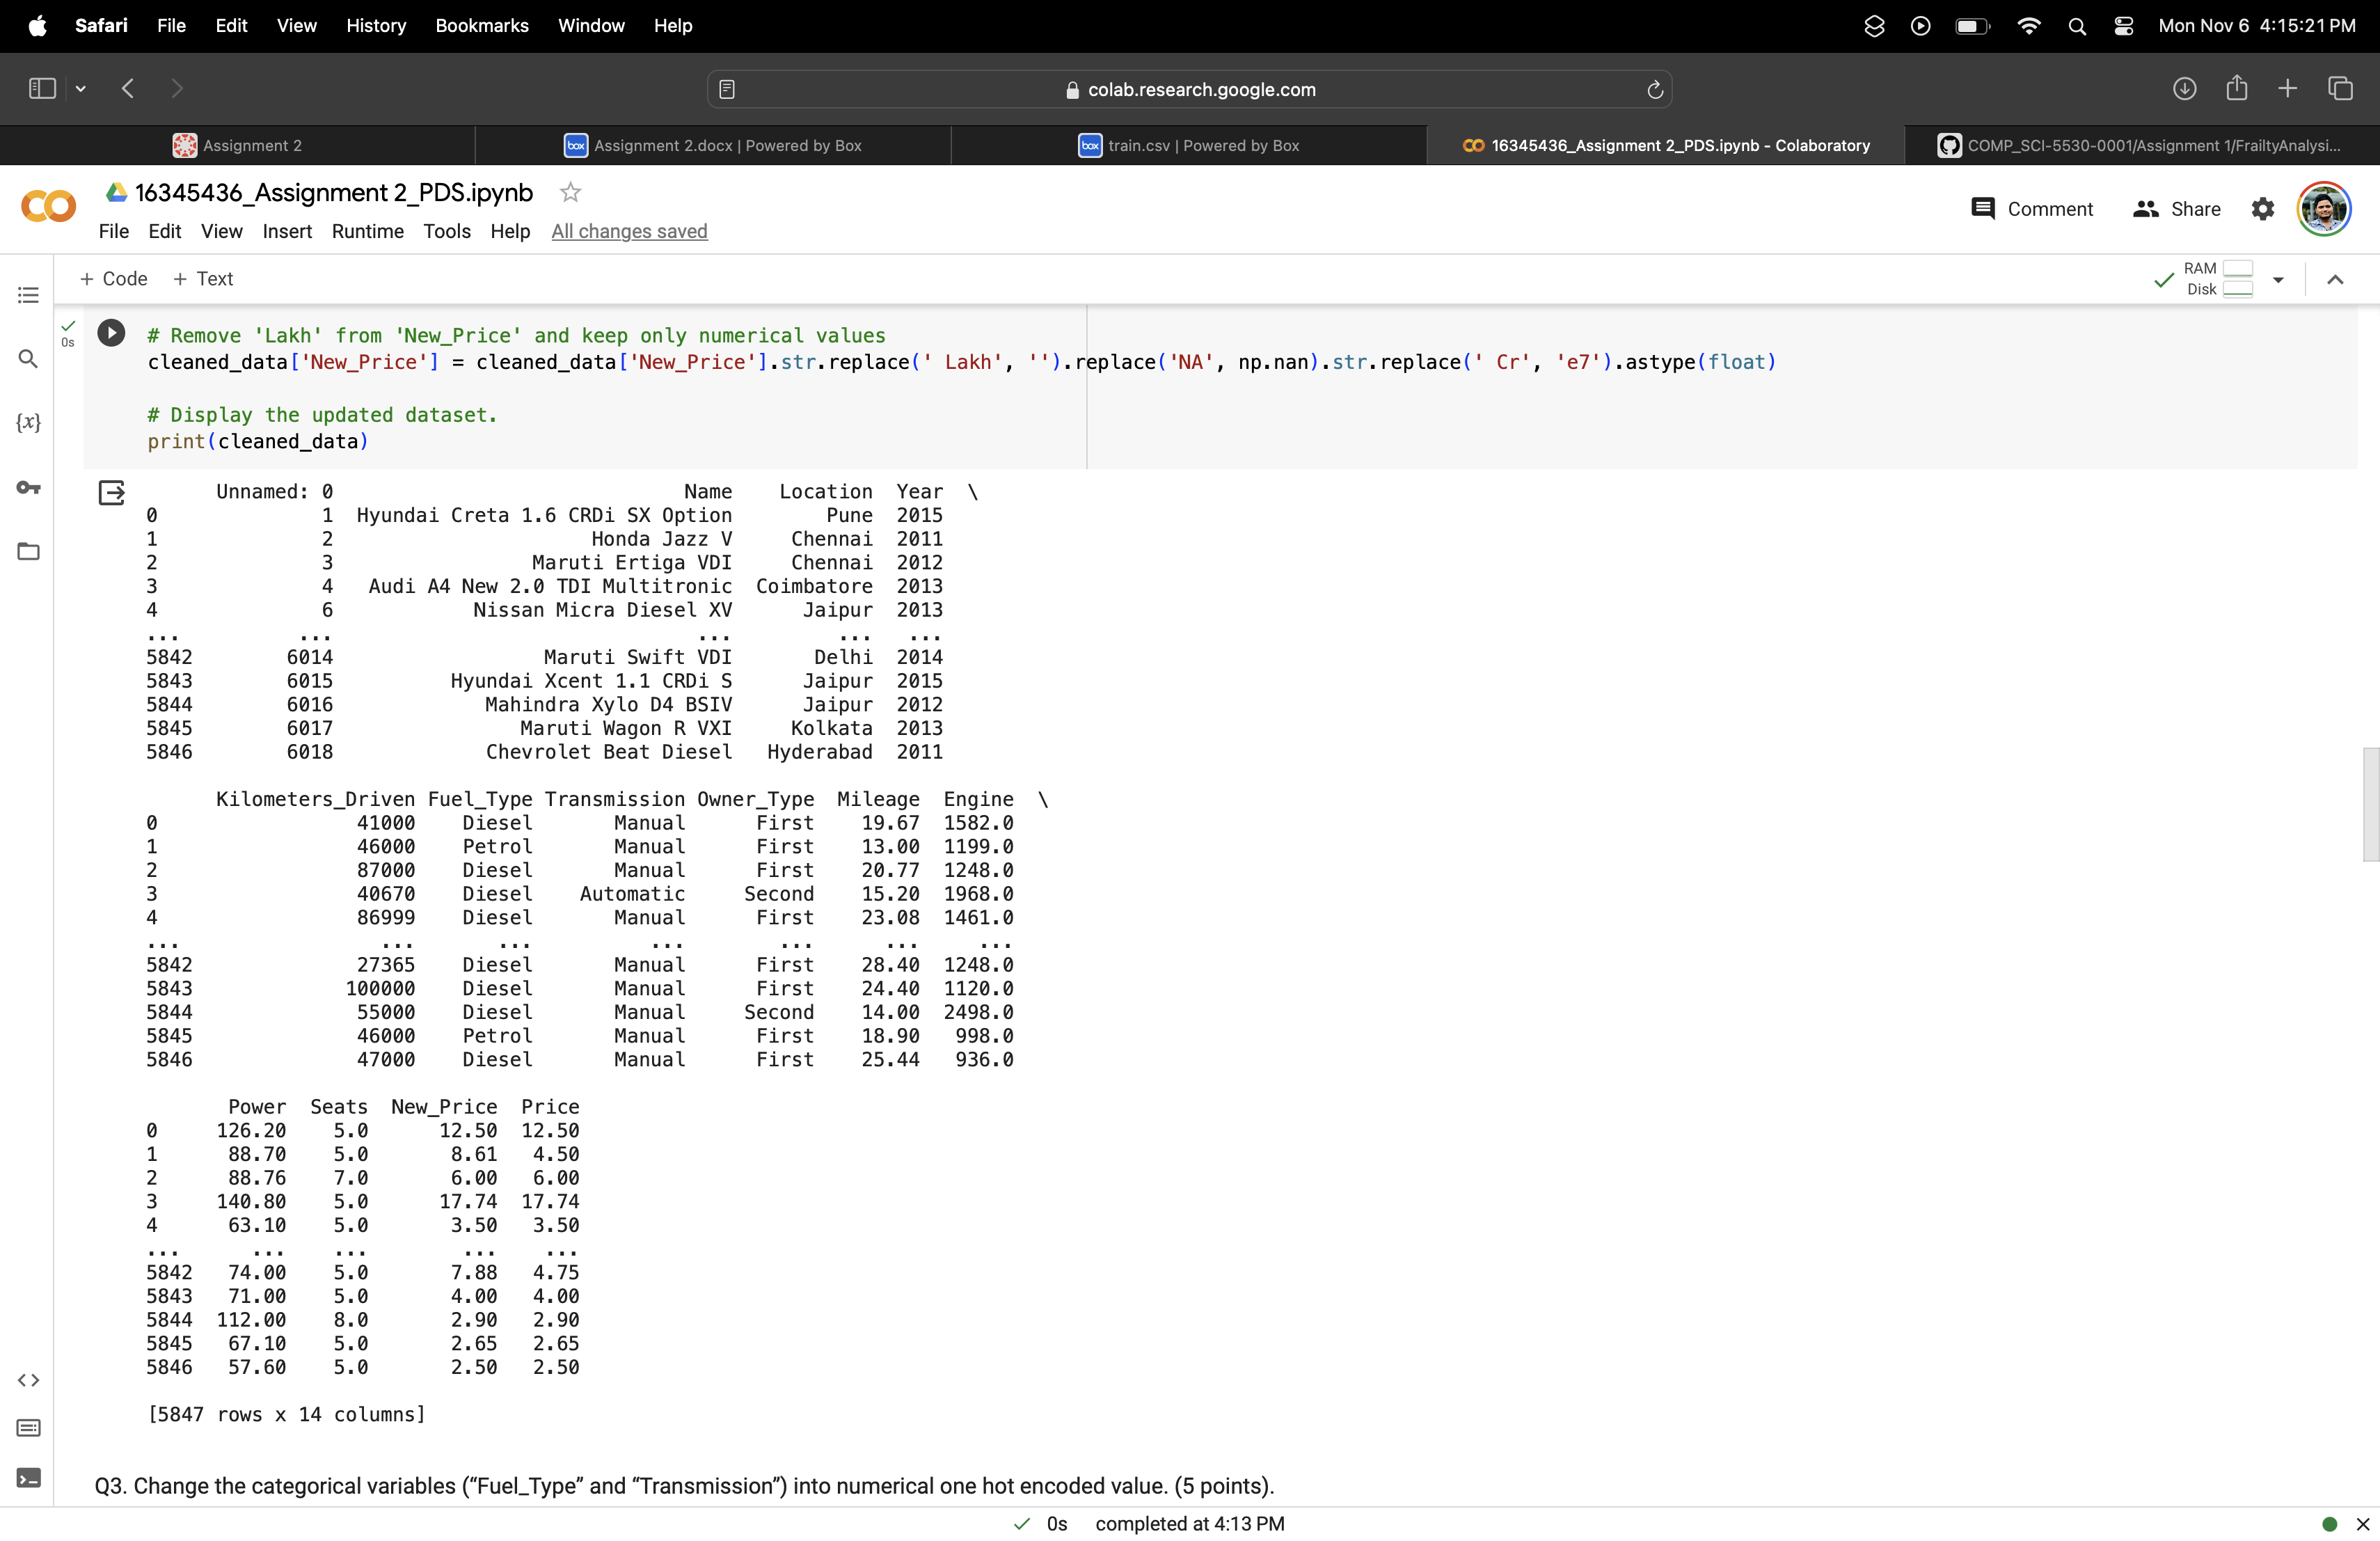 Safari File Edit View History Bookmarks Window Help Mon Nov 6 4:15:21 PM
colab.research.google.com
Assignment 2 box Assignment 2.docx | Powered by Box box train.csv | Powered by Box 16345436_Assignment 2_PDS.ipynb - Colaboratory COMP_SCI-5530-0001/Assignment 1/FrailtyAnalysi...
16345436_Assignment 2_PDS.ipynb
Comment Share
File Edit View Insert Runtime Tools Help All changes saved
+ Code + Text RAM Disk
0s
# Remove 'Lakh' from 'New_Price' and keep only numerical values
cleaned_data['New_Price'] = cleaned_data['New_Price'].str.replace(' Lakh', '').replace('NA', np.nan).str.replace(' Cr', 'e7').astype(float)
# Display the updated dataset.
print(cleaned_data)
{x}
Unnamed: 0 Name Location Year \
0 1 Hyundai Creta 1.6 CRDi SX Option Pune 2015
1 2 Honda Jazz V Chennai 2011
2 3 Maruti Ertiga VDI Chennai 2012
3 4 Audi A4 New 2.0 TDI Multitronic Coimbatore 2013
4 6 Nissan Micra Diesel XV Jaipur 2013
... ... ... ... ...
5842 6014 Maruti Swift VDI Delhi 2014
5843 6015 Hyundai Xcent 1.1 CRDi S Jaipur 2015
5844 6016 Mahindra Xylo D4 BSIV Jaipur 2012
5845 6017 Maruti Wagon R VXI Kolkata 2013
5846 6018 Chevrolet Beat Diesel Hyderabad 2011
Kilometers_Driven Fuel_Type Transmission Owner_Type Mileage Engine \
0 41000 Diesel Manual First 19.67 1582.0
1 46000 Petrol Manual First 13.00 1199.0
2 87000 Diesel Manual First 20.77 1248.0
3 40670 Diesel Automatic Second 15.20 1968.0
4 86999 Diesel Manual First 23.08 1461.0
... ... ... ... ... ... ...
5842 27365 Diesel Manual First 28.40 1248.0
5843 100000 Diesel Manual First 24.40 1120.0
5844 55000 Diesel Manual Second 14.00 2498.0
5845 46000 Petrol Manual First 18.90 998.0
5846 47000 Diesel Manual First 25.44 936.0
Power Seats New_Price Price
0 126.20 5.0 12.50 12.50
1 88.70 5.0 8.61 4.50
2 88.76 7.0 6.00 6.00
3 140.80 5.0 17.74 17.74
4 63.10 5.0 3.50 3.50
... ... ... ... ...
5842 74.00 5.0 7.88 4.75
5843 71.00 5.0 4.00 4.00
5844 112.00 8.0 2.90 2.90
5845 67.10 5.0 2.65 2.65
5846 57.60 5.0 2.50 2.50
[5847 rows x 14 columns]
Q3. Change the categorical variables (“Fuel_Type” and “Transmission”) into numerical one hot encoded value. (5 points).
0s completed at 4:13 PM